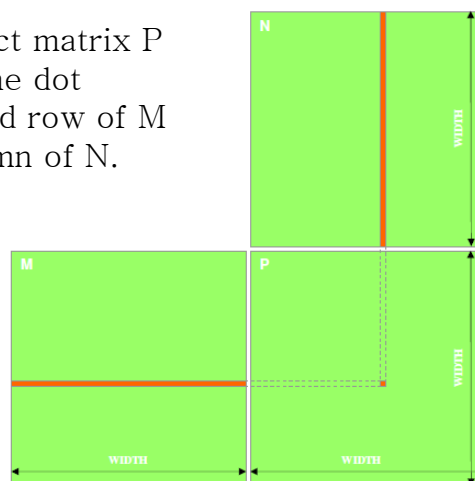 ct matrix P
ne dot
d row of M
mn of N.
N
WIDTH
M
P
WIDTH
WIDTH
WIDTH